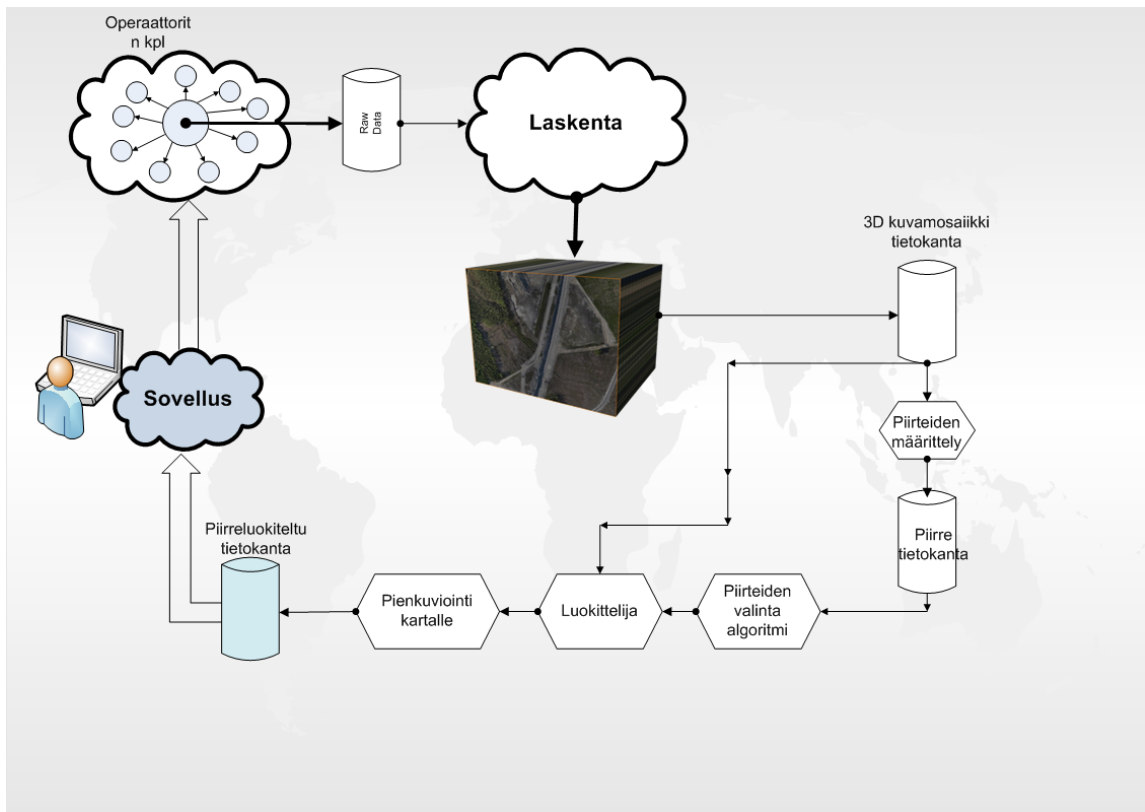 Operaattorit
n kpl
Raw
Data
Laskenta
3D kuvamosaiikki
tietokanta
Piirteiden
määrittely
Piirre
tietokanta
Sovellus
Piirreluokiteltu
tietokanta
Pienkuviointi
kartalle
Luokittelija
Piirteiden
valinta
algoritmi